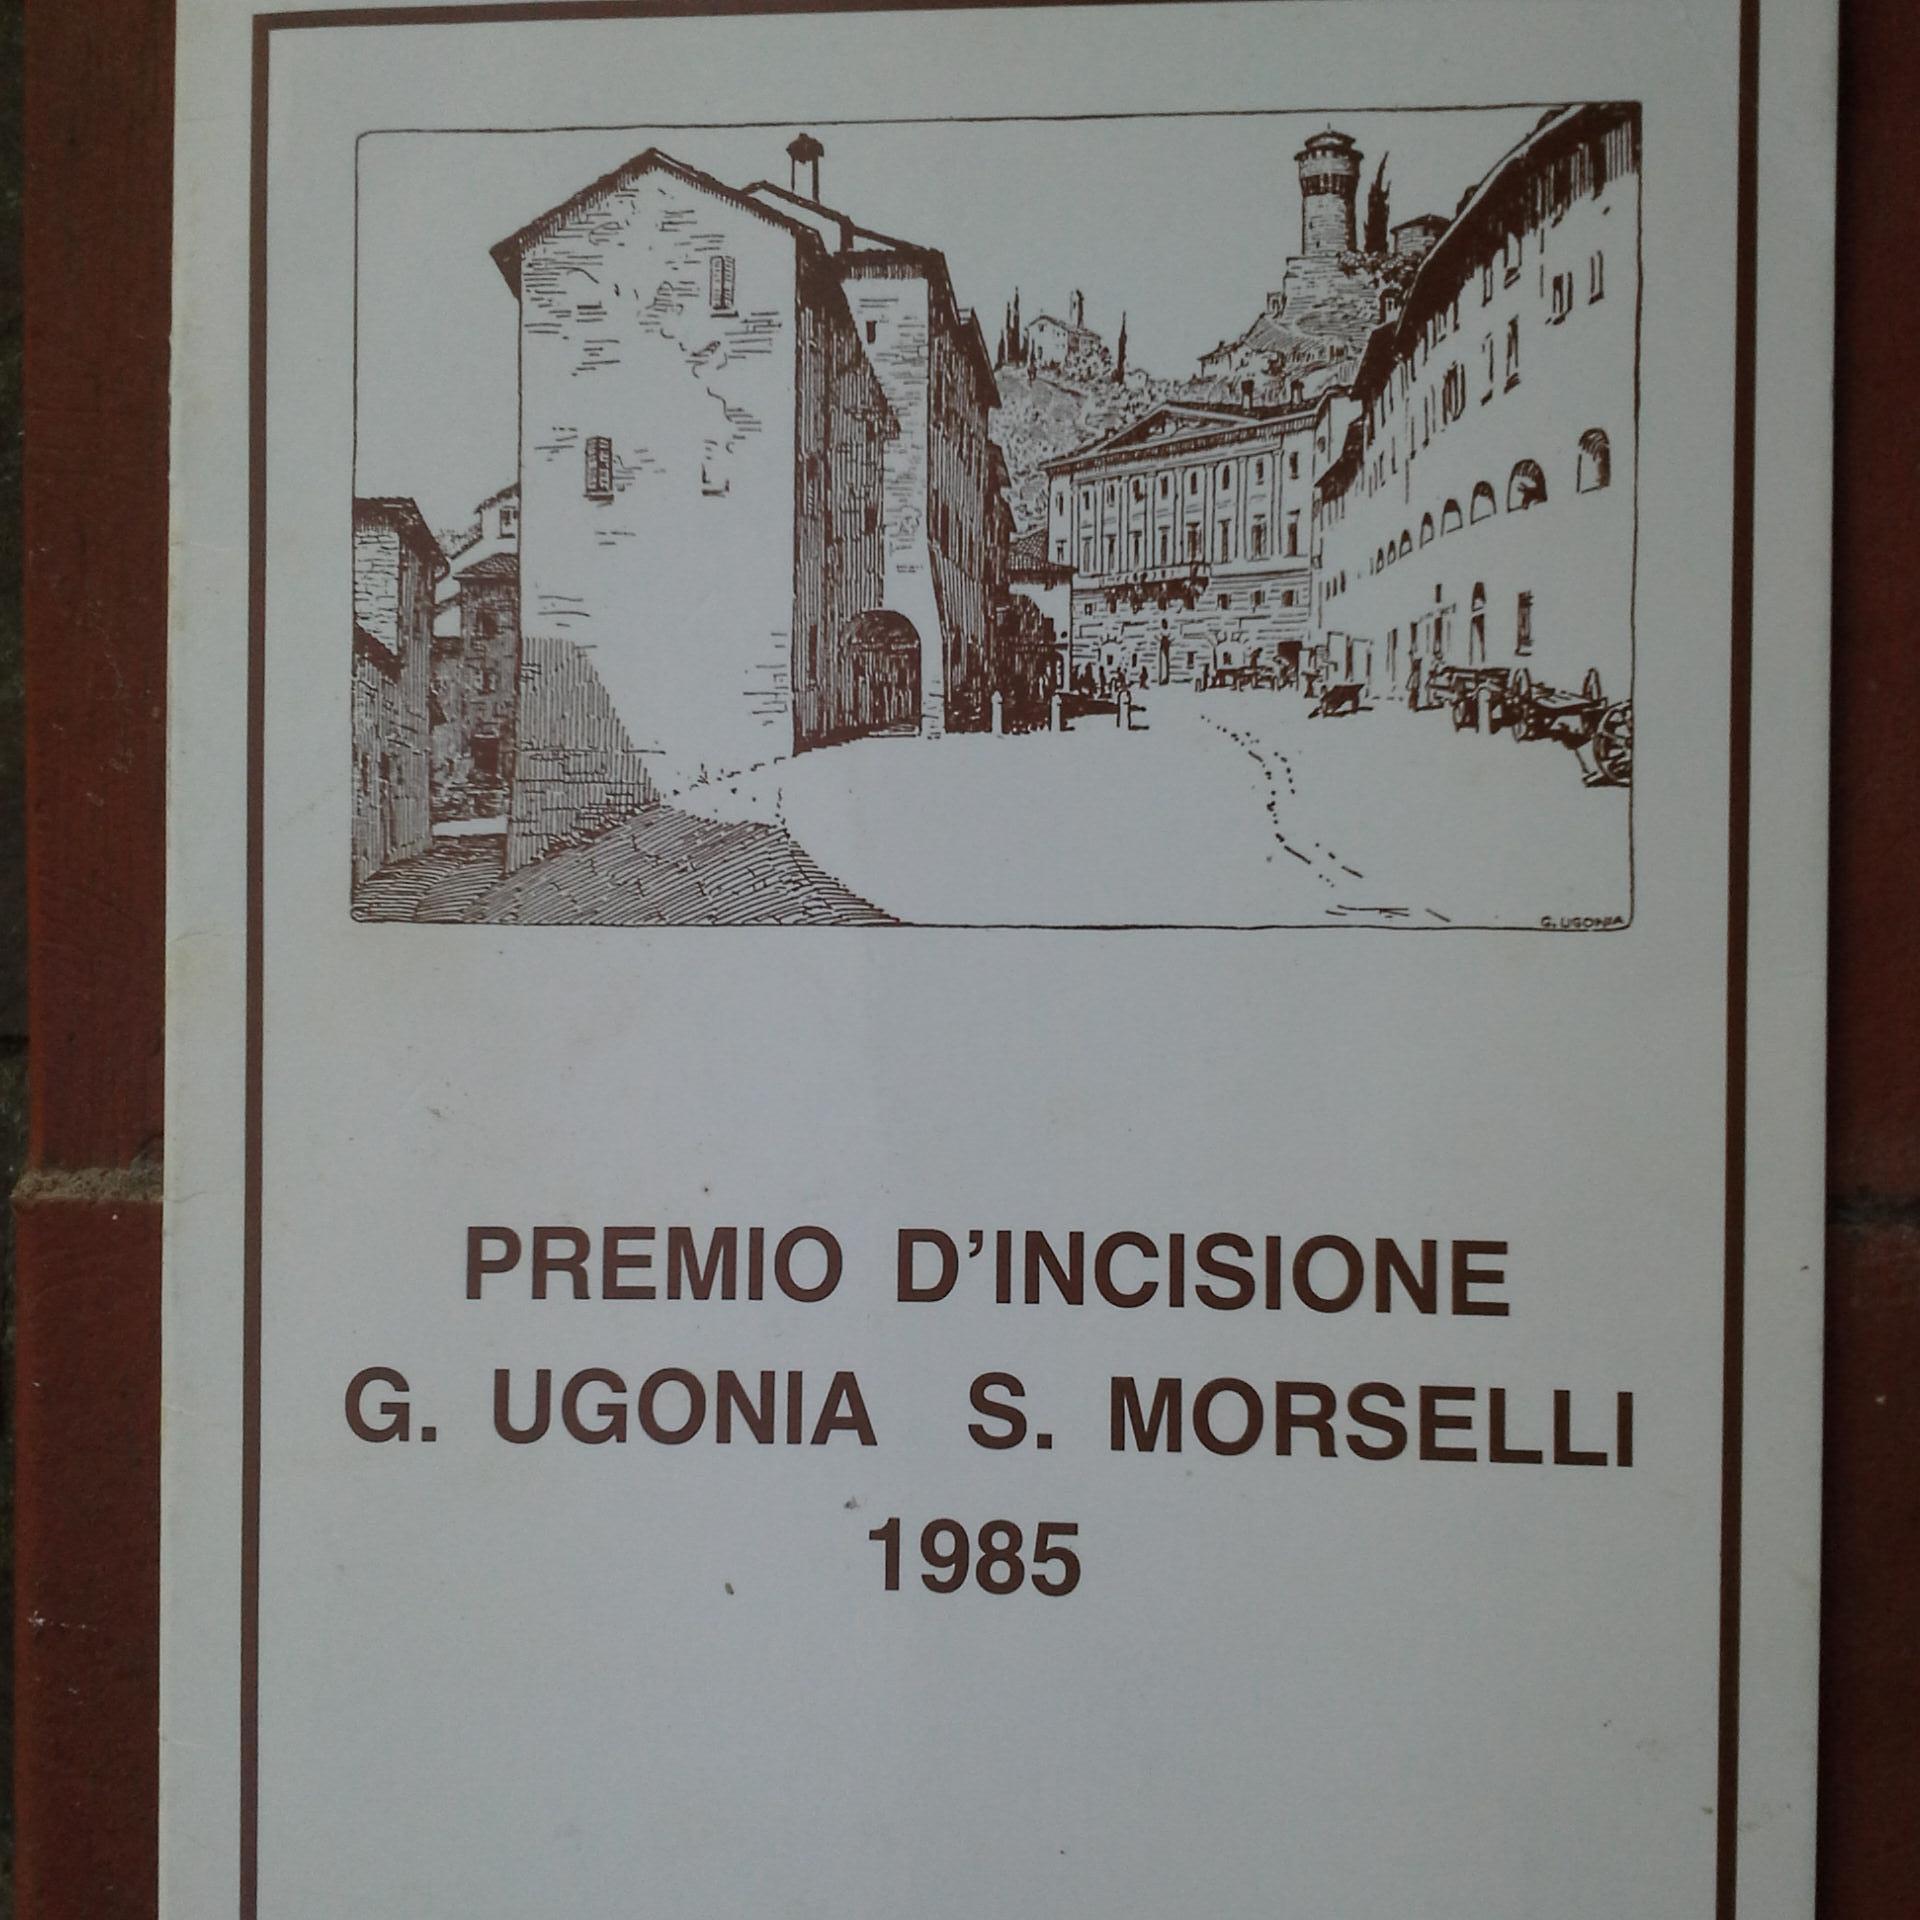 G. UGONIA
PREMIO D'INCISIONE
G. UGONIA S. MORSELLI
1985